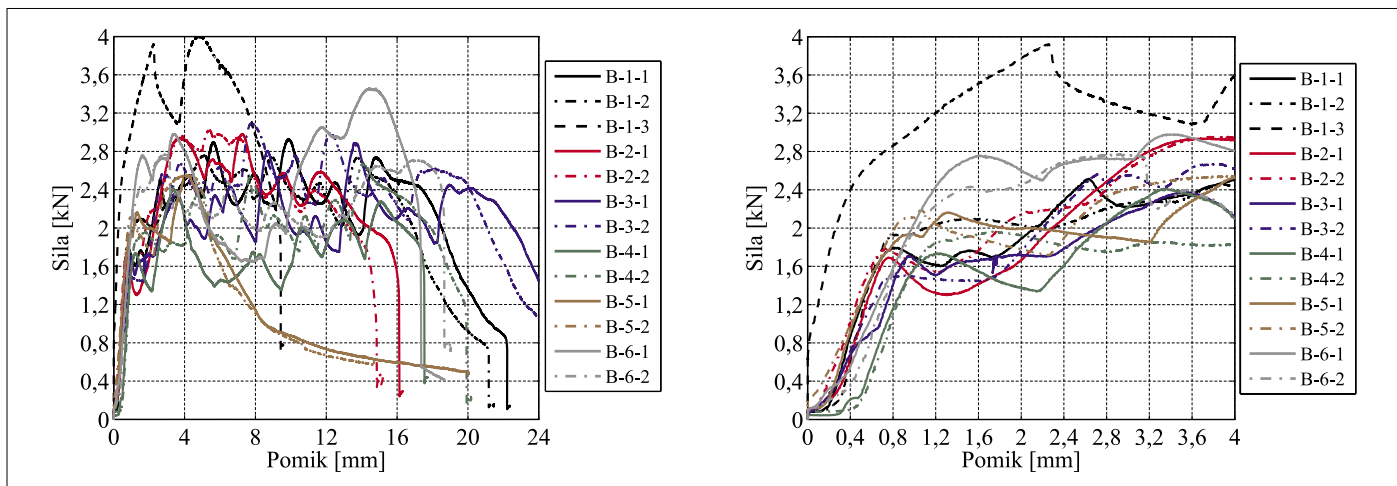 4
3,6
3,2
2,8
2,4
2
1,6
1,2
0,8
0,4
0
Sila [kN]
0 4 8 12 16 20 24
Pomik [mm]
B-1-1
B-1-2
B-1-3
B-2-1
B-2-2
B-3-1
B-3-2
B-4-1
B-4-2
B-5-1
B-5-2
B-6-1
B-6-2
4
3,6
3,2
2,8
2,4
2
1,6
1,2
0,8
0,4
0
Sila [kN]
0 0,4 0,8 1,2 1,6 2 2,4 2,8 3,2 3,6 4
Pomik [mm]
B-1-1
B-1-2
B-1-3
B-2-1
B-2-2
B-3-1
B-3-2
B-4-1
B-4-2
B-5-1
B-5-2
B-6-1
B-6-2